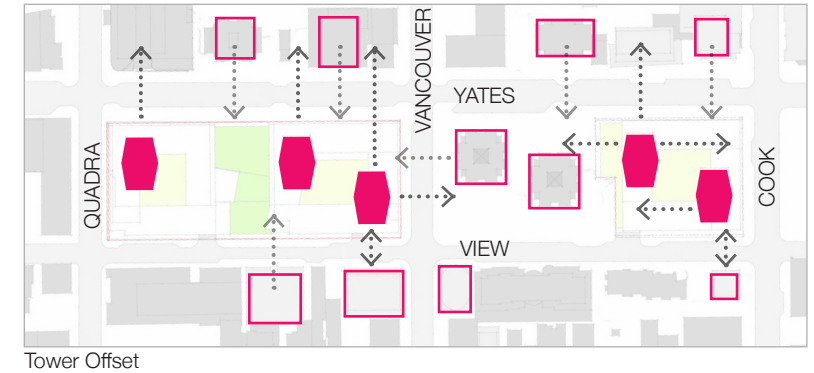 VANCOUVER
YATES
QUADRA
COOK
VIEW
Tower Offset